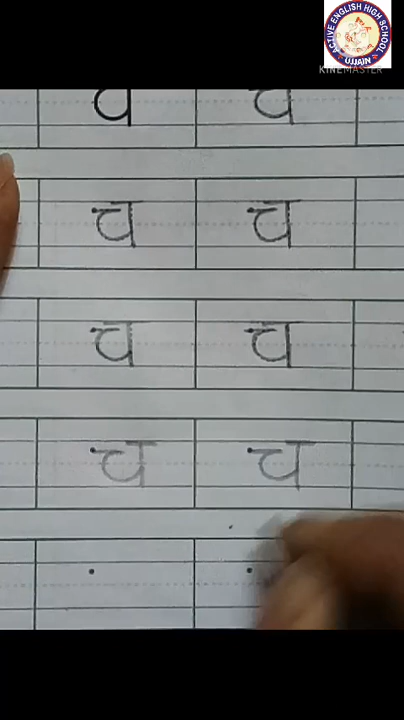 ACTIVE ENGLISH HIGH SCHOOL
UJJAIN
KINEMASTER
च च
च च
च च
च च